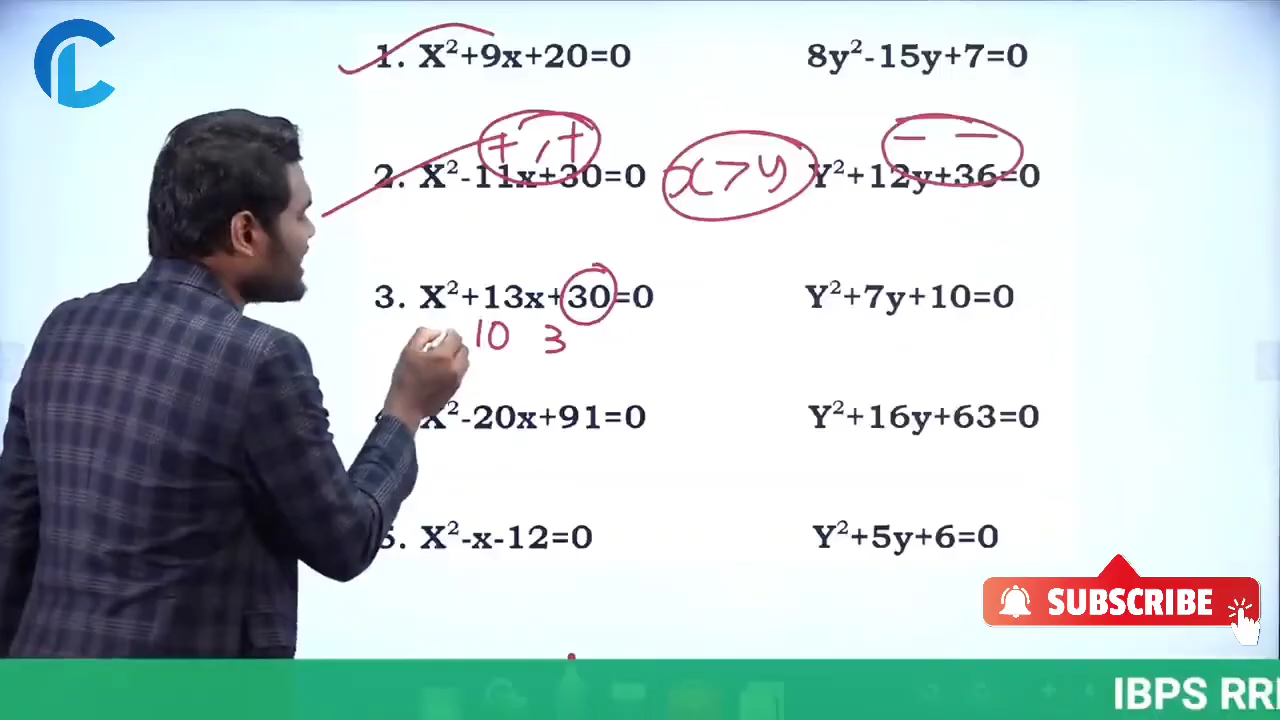 1. X²+9x+20=0 8y²-15y+7=0
+ , + x>y − −
2. X²-11x+30=0 Y²+12y+36=0
3. X²+13x+30=0 Y²+7y+10=0
10 3
X²-20x+91=0 Y²+16y+63=0
5. X²-x-12=0 Y²+5y+6=0
SUBSCRIBE
IBPS RRB